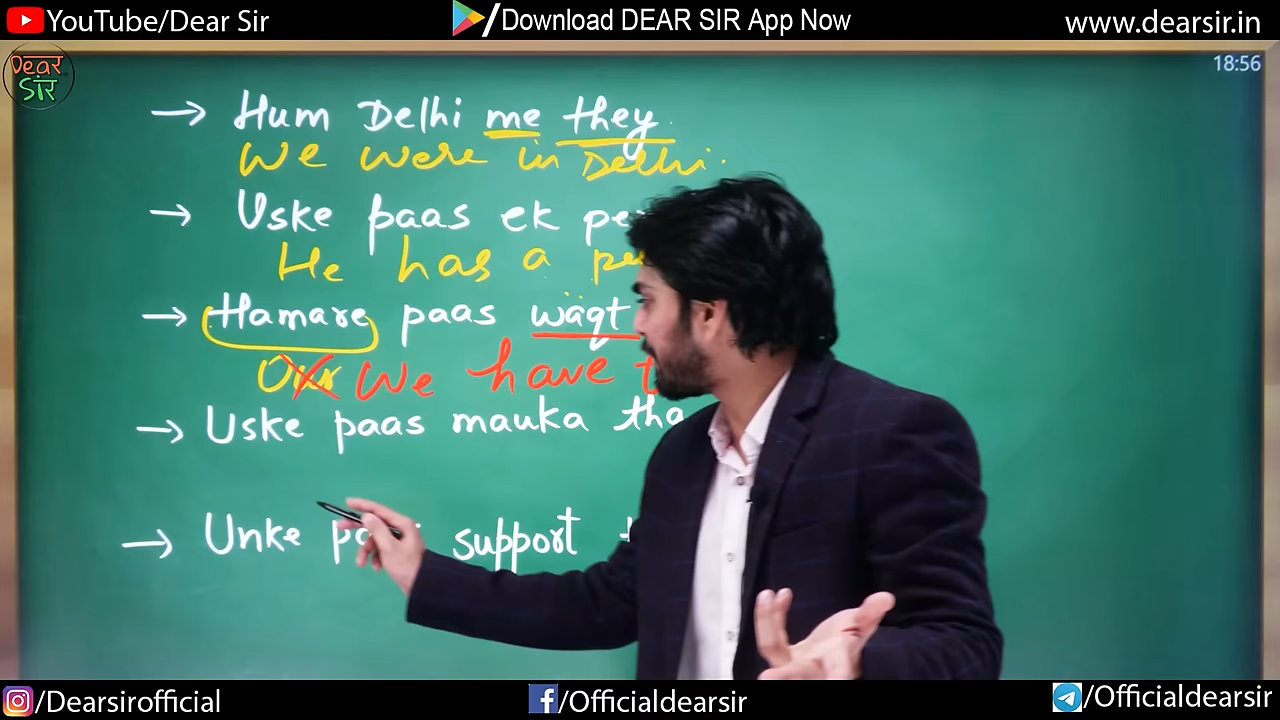 YouTube/Dear Sir
/Download DEAR SIR App Now
www.dearsir.in
Dear Sir
18:56
→ Hum Delhi me they.
We were in Delhi.
→ Uske paas ek
He has a
→ Hamare paas waqt
Our We have
→ Uske paas mauka tha
→ Unke support
/Dearsirofficial
/Officialdearsir
/Officialdearsir